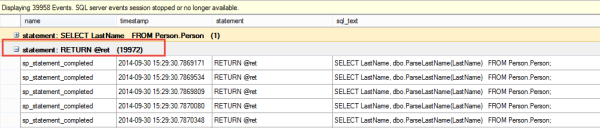 Displaying 39958 Events. SQL server events session stopped or no longer available.
name timestamp statement sql_text
statement: SELECT LastName FROM Person.Person (1)
statement: RETURN @ret (19972)
sp_statement_completed 2014-09-30 15:29:30.7869171 RETURN @ret SELECT LastName, dbo.ParseLastName(LastName) FROM Person.Person;
sp_statement_completed 2014-09-30 15:29:30.7869534 RETURN @ret SELECT LastName, dbo.ParseLastName(LastName) FROM Person.Person;
sp_statement_completed 2014-09-30 15:29:30.7869809 RETURN @ret SELECT LastName, dbo.ParseLastName(LastName) FROM Person.Person;
sp_statement_completed 2014-09-30 15:29:30.7870080 RETURN @ret SELECT LastName, dbo.ParseLastName(LastName) FROM Person.Person;
sp_statement_completed 2014-09-30 15:29:30.7870348 RETURN @ret SELECT LastName, dbo.ParseLastName(LastName) FROM Person.Person;